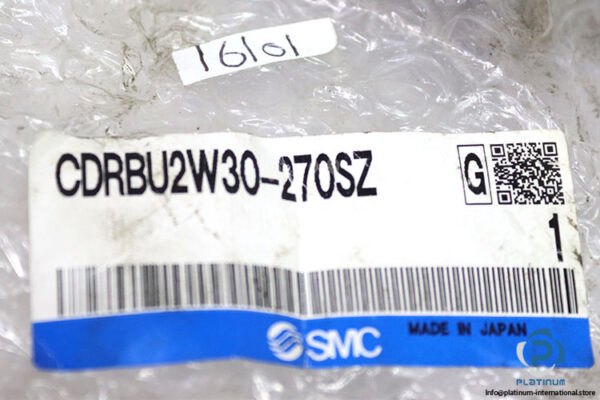 16101
CDRBU2W30-270SZ
G
1
SMC
MADE IN JAPAN
PLATINUM
Info@platinum-international.store